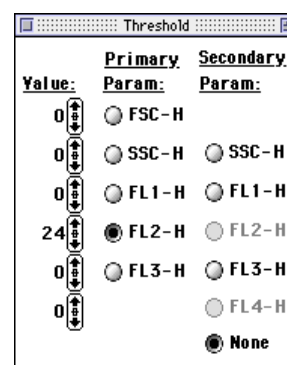 Threshold
Primary Secondary
Value: Param: Param:
0 FSC-H
0 SSC-H SSC-H
0 FL1-H FL1-H
24 FL2-H FL2-H
0 FL3-H FL3-H
0 FL4-H
None